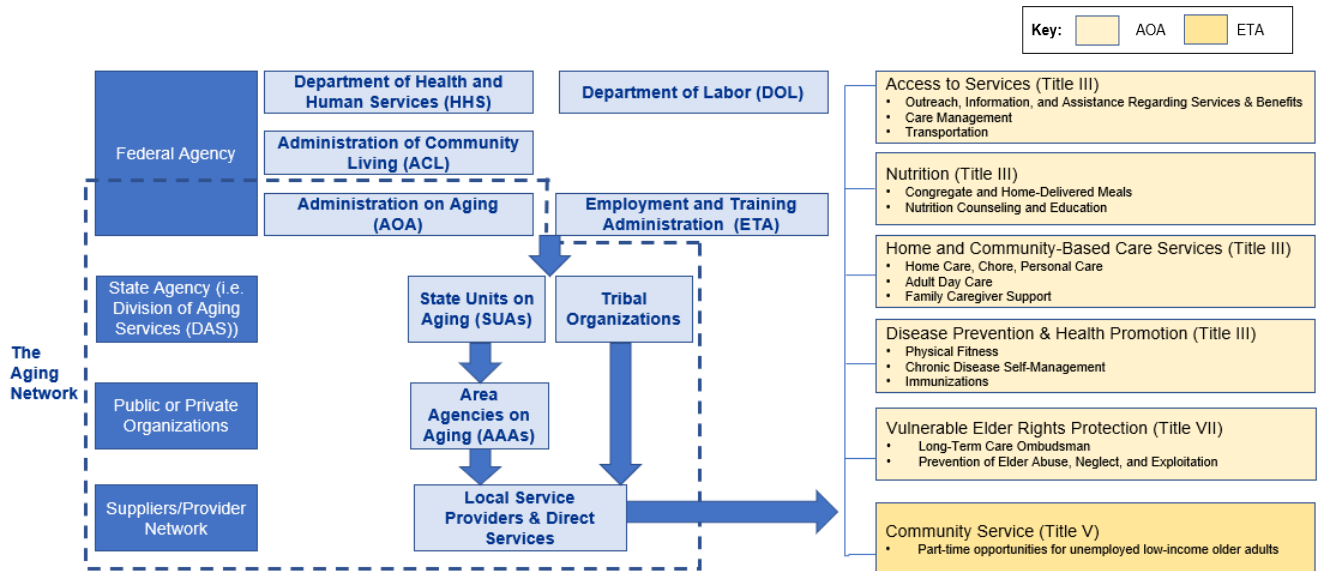 Key: AOA ETA
Federal Agency
Department of Health and
Human Services (HHS)
Department of Labor (DOL)
Administration of Community
Living (ACL)
Administration on Aging
(AOA)
Employment and Training
Administration (ETA)
The
Aging
Network
State Agency (i.e.
Division of Aging
Services (DAS))
State Units on
Aging (SUAs)
Tribal
Organizations
Public or Private
Organizations
Area
Agencies on
Aging (AAAs)
Suppliers/Provider
Network
Local Service
Providers & Direct
Services
Access to Services (Title III)
• Outreach, Information, and Assistance Regarding Services & Benefits
• Care Management
• Transportation
Nutrition (Title III)
• Congregate and Home-Delivered Meals
• Nutrition Counseling and Education
Home and Community-Based Care Services (Title III)
• Home Care, Chore, Personal Care
• Adult Day Care
• Family Caregiver Support
Disease Prevention & Health Promotion (Title III)
• Physical Fitness
• Chronic Disease Self-Management
• Immunizations
Vulnerable Elder Rights Protection (Title VII)
• Long-Term Care Ombudsman
• Prevention of Elder Abuse, Neglect, and Exploitation
Community Service (Title V)
• Part-time opportunities for unemployed low-income older adults